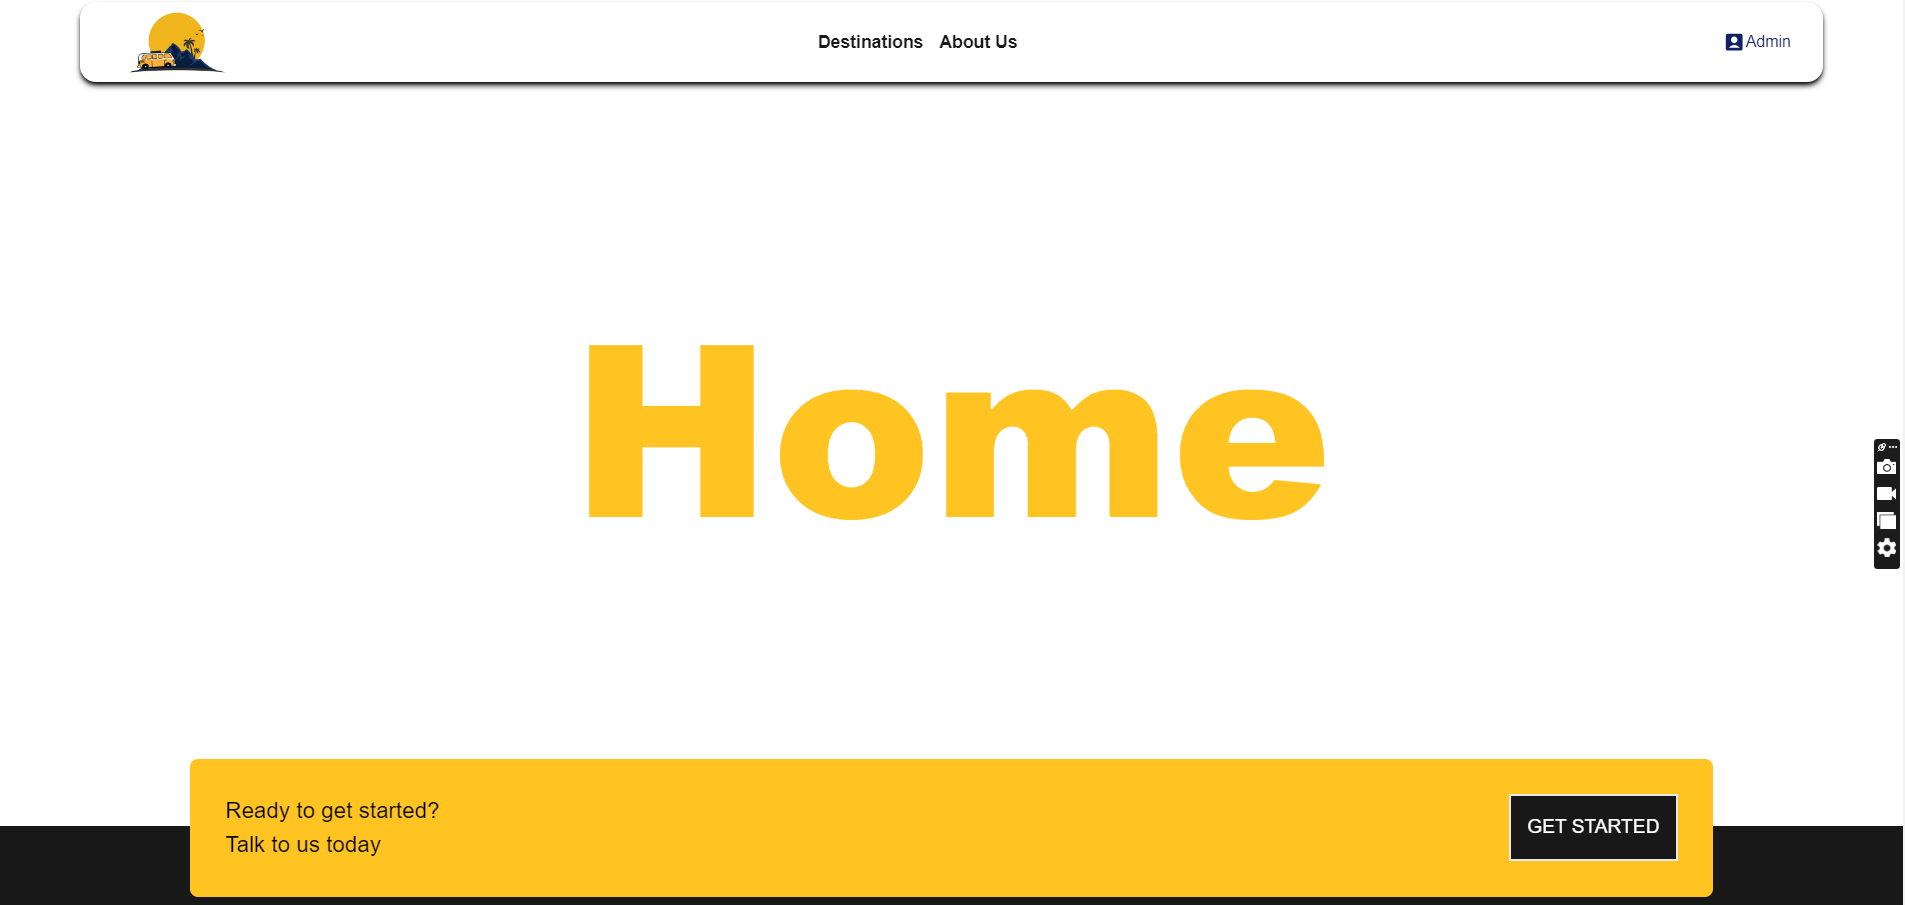 Destinations About Us Admin
Home
Ready to get started?
Talk to us today
GET STARTED